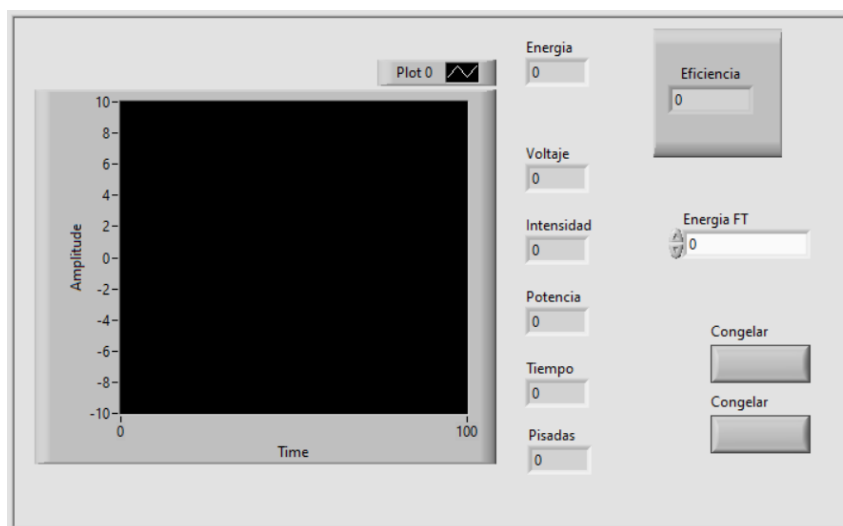 Plot 0
10
8
6
4
2
0
-2
-4
-6
-8
-10
Amplitude
0
100
Time
Energia
0
Voltaje
0
Intensidad
0
Potencia
0
Tiempo
0
Pisadas
0
Eficiencia
0
Energia FT
0
Congelar
Congelar